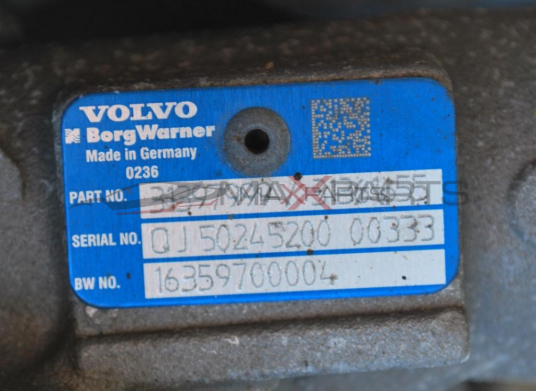 VOLVO
BorgWarner
Made in Germany
0236
PART NO.
SERIAL NO. QJ 50245200 00333
BW NO. 16359700004